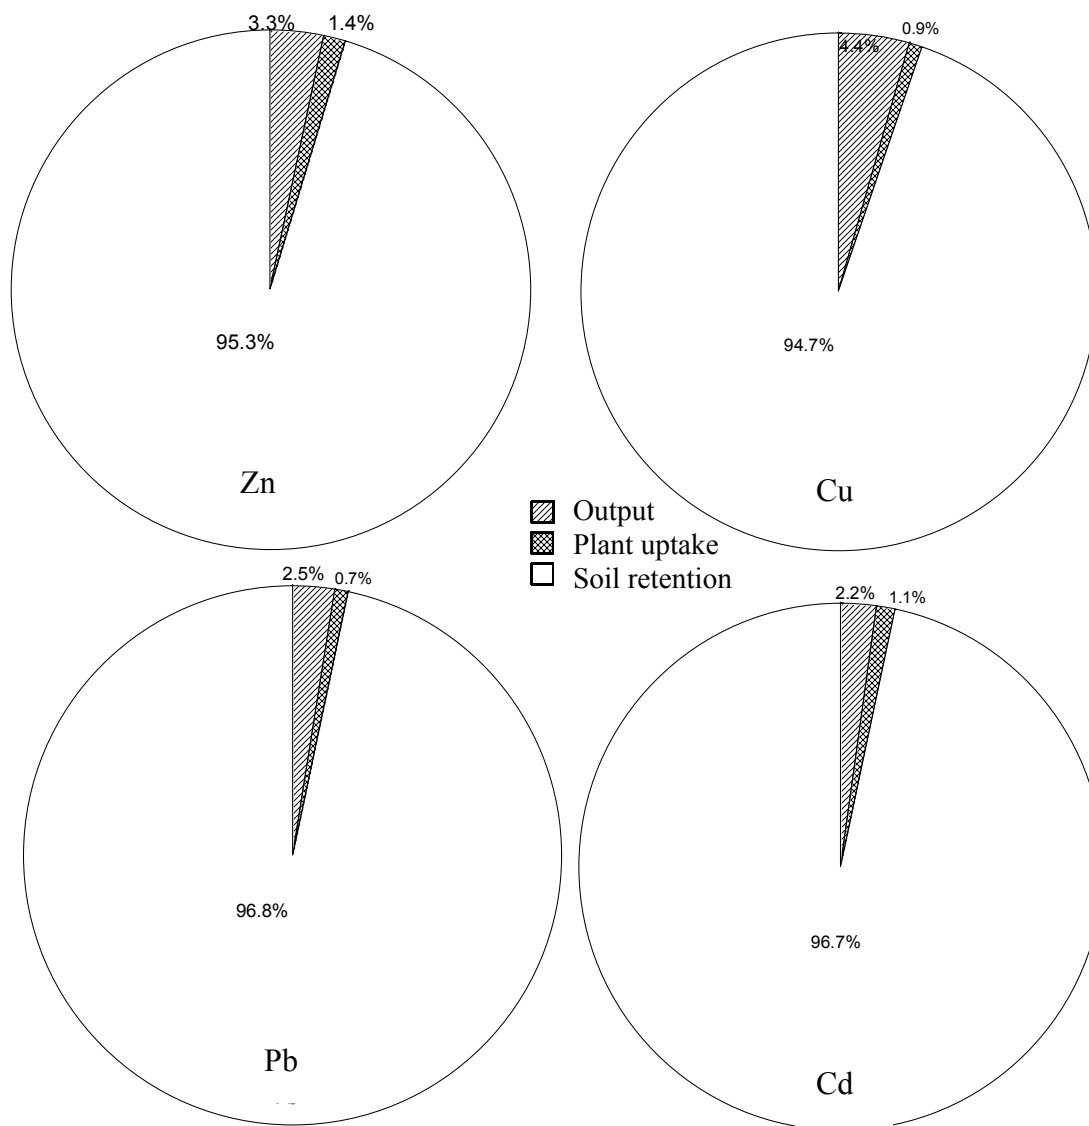 3.3% 1.4%
95.3%
Zn
4.4% 0.9%
94.7%
Cu
Output
Plant uptake
Soil retention
2.5% 0.7%
96.8%
Pb
2.2% 1.1%
96.7%
Cd